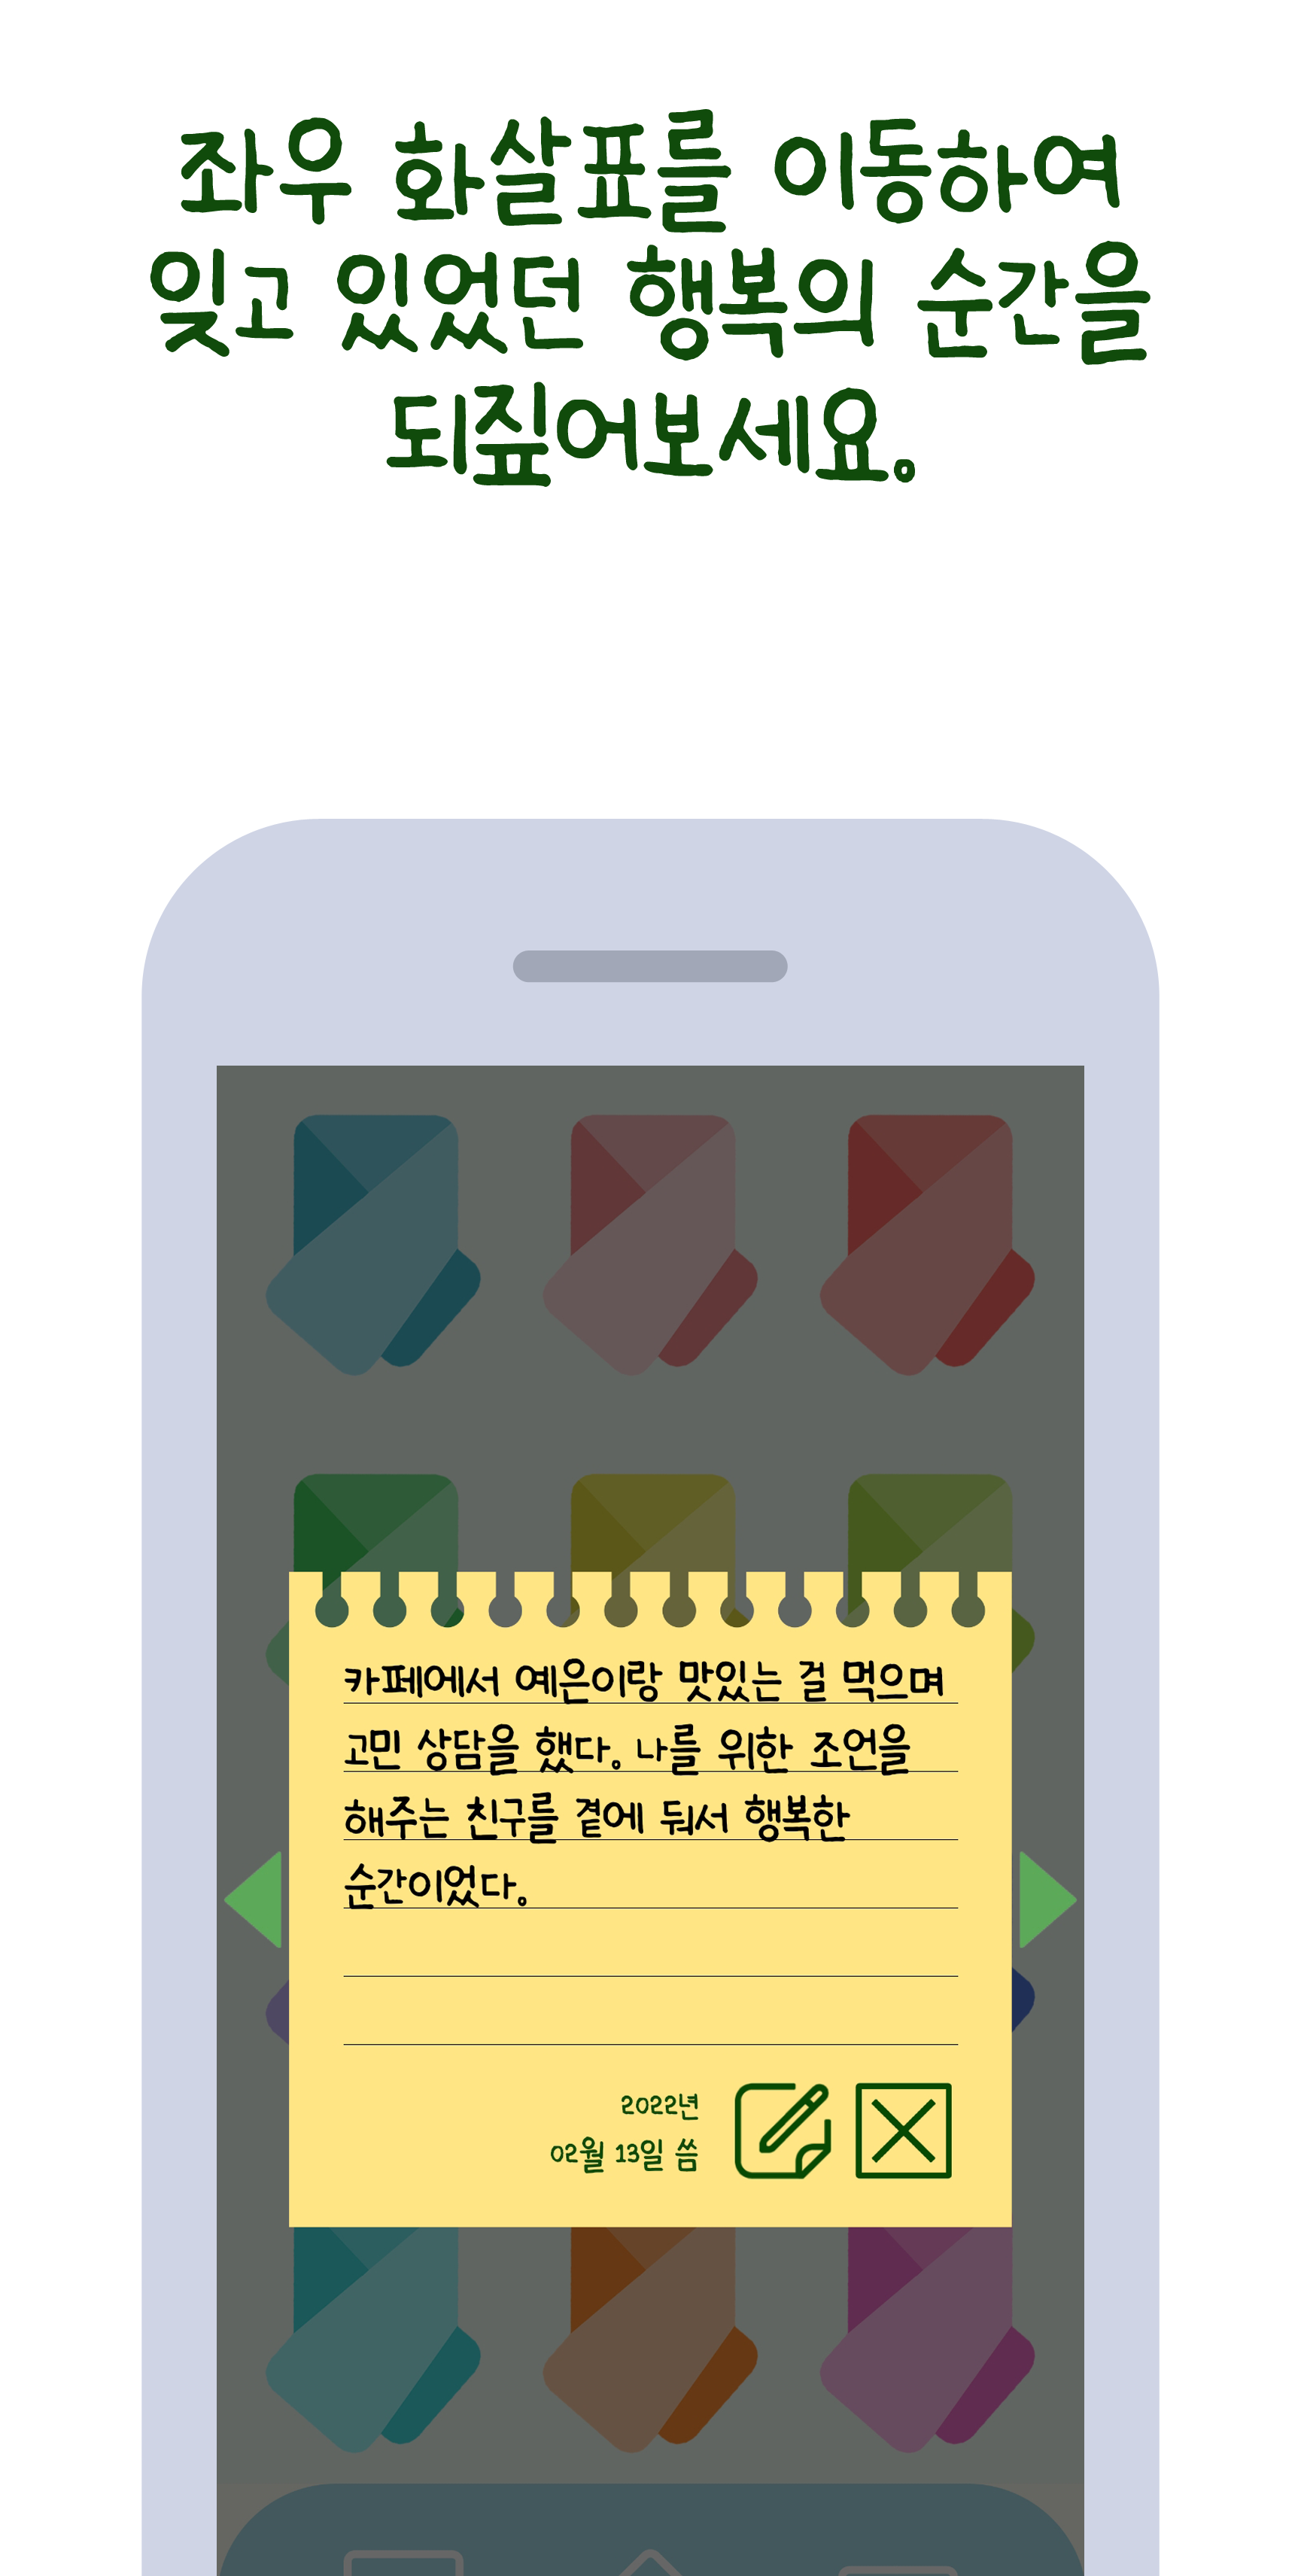 좌우 화살표를 이동하여
잊고 있었던 행복의 순간을
되짚어보세요.
카페에서 예은이랑 맛있는 걸 먹으며
고민 상담을 했다. 나를 위한 조언을
해주는 친구를 곁에 둬서 행복한
순간이었다.
2022년
02월 13일 씀